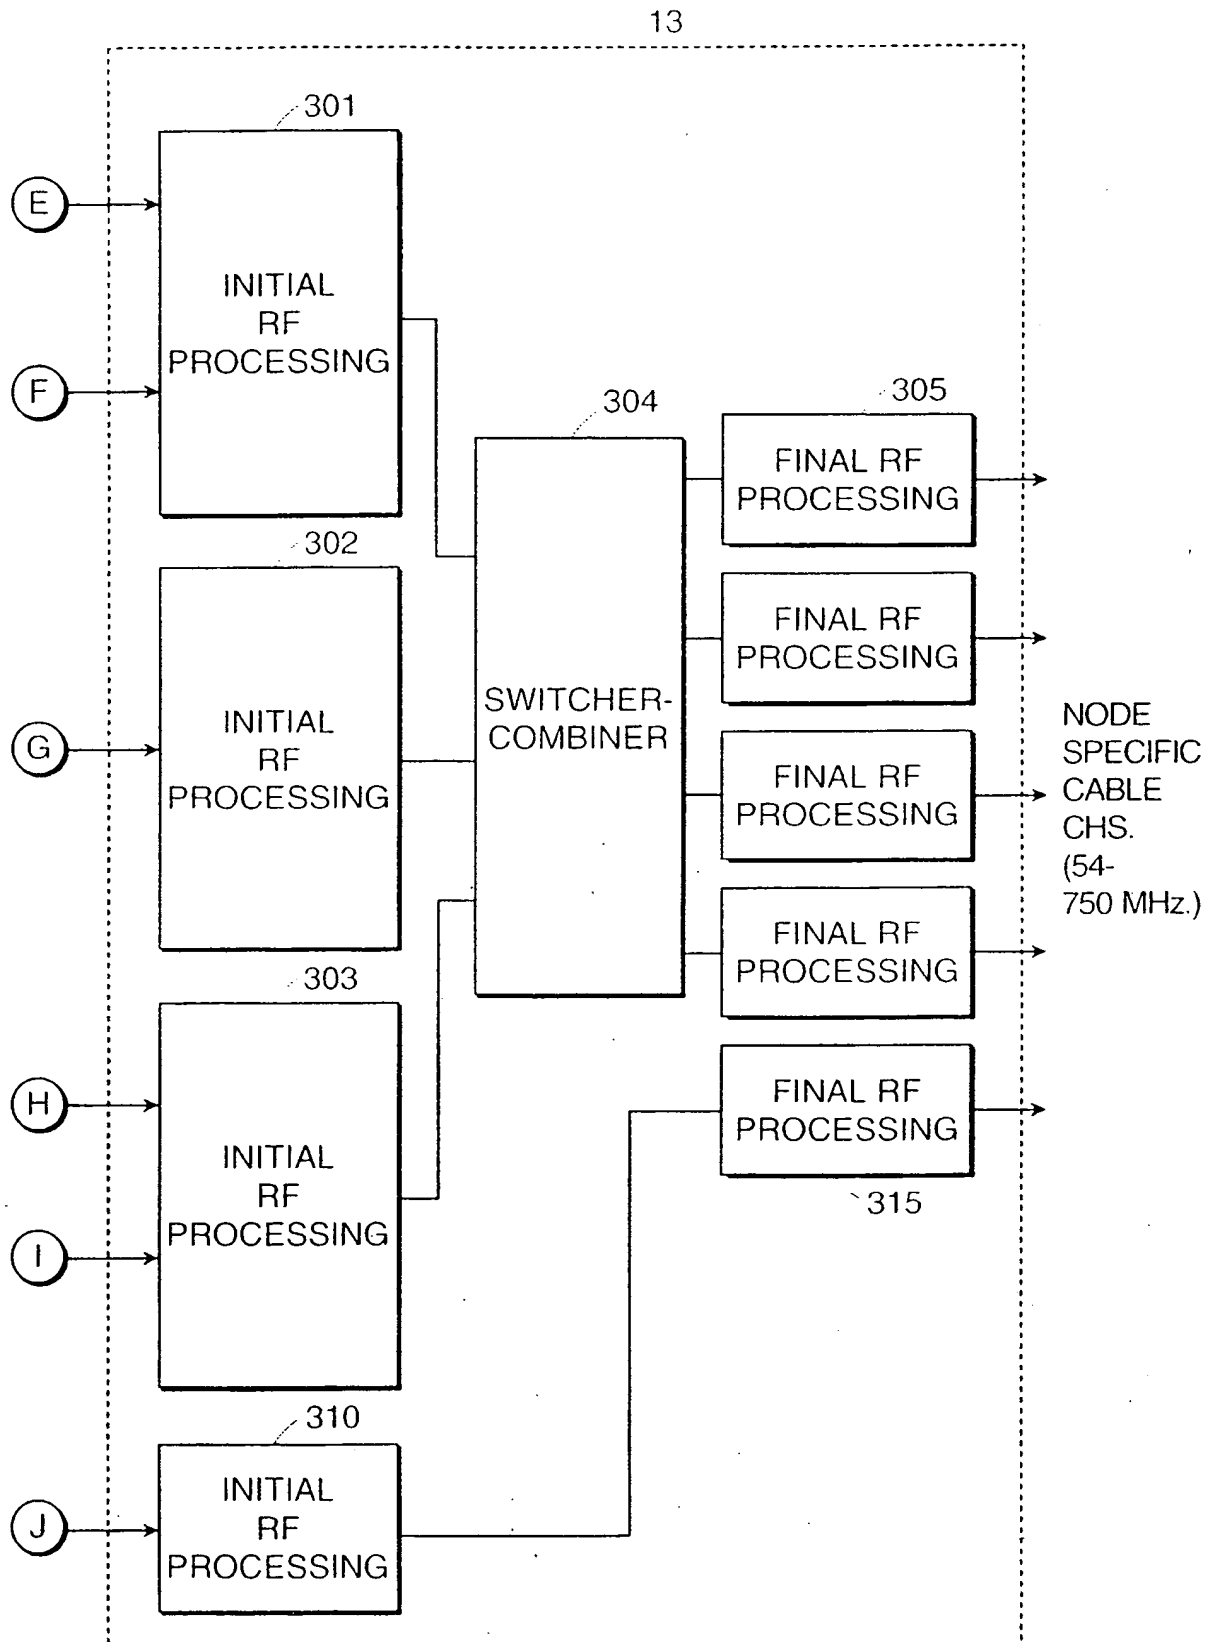 13
301
E
INITIAL
RF
PROCESSING
F
302
INITIAL
RF
PROCESSING
G
303
H
INITIAL
RF
PROCESSING
I
310
INITIAL
RF
PROCESSING
J
304
SWITCHER-
COMBINER
305
FINAL RF
PROCESSING
FINAL RF
PROCESSING
FINAL RF
PROCESSING
FINAL RF
PROCESSING
FINAL RF
PROCESSING
315
NODE
SPECIFIC
CABLE
CHS.
(54-
750 MHz.)